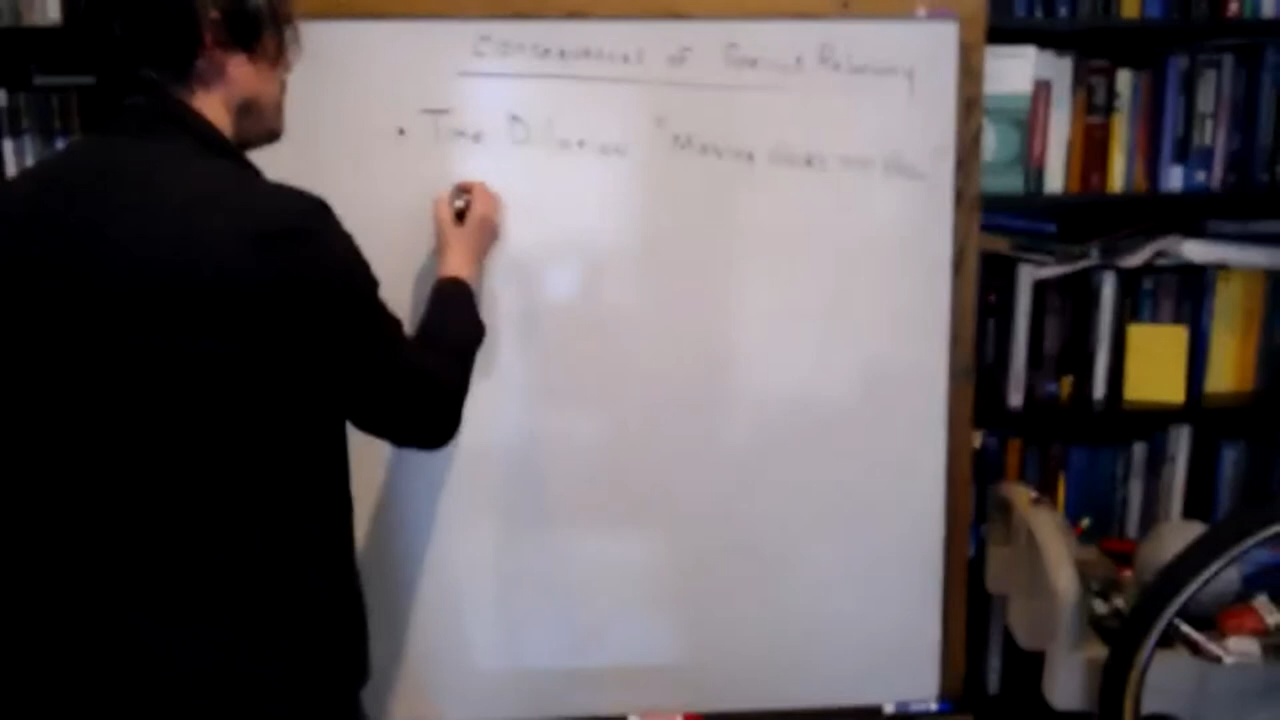 Consequences of Special Relativity
• Time Dilation "Moving clocks run slow"